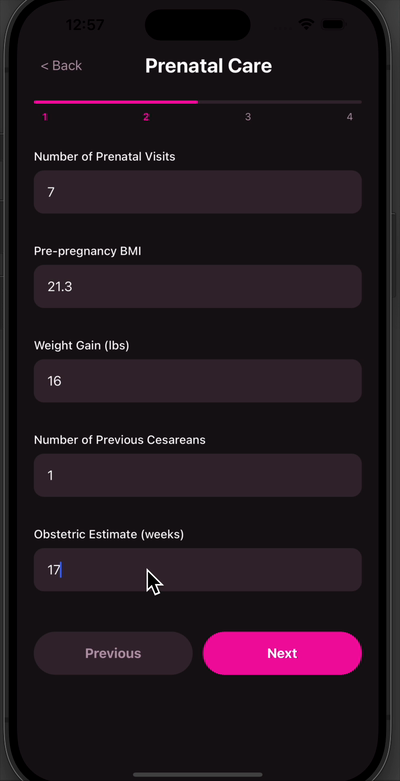 12:57
< Back
Prenatal Care
1 2 3 4
Number of Prenatal Visits
7
Pre-pregnancy BMI
21.3
Weight Gain (lbs)
16
Number of Previous Cesareans
1
Obstetric Estimate (weeks)
17
Previous Next